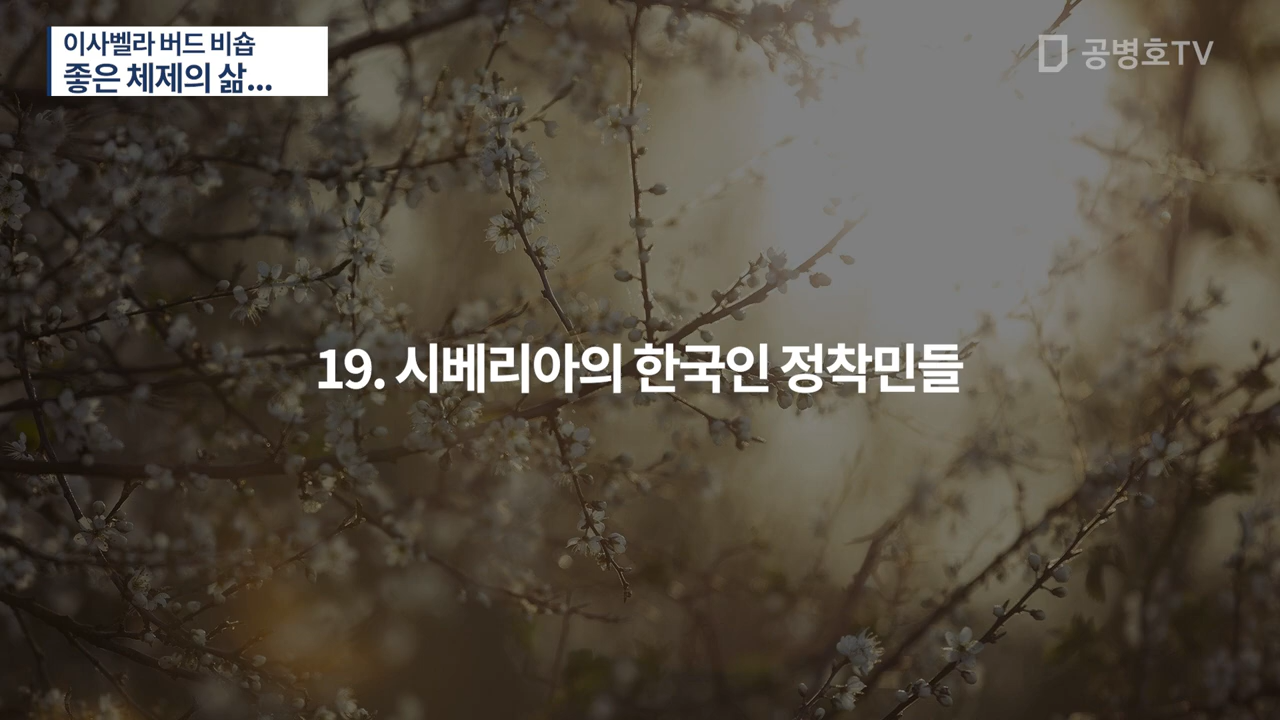 이사벨라 버드 비숍
좋은 체제의 삶...
공병호TV
19. 시베리아의 한국인 정착민들